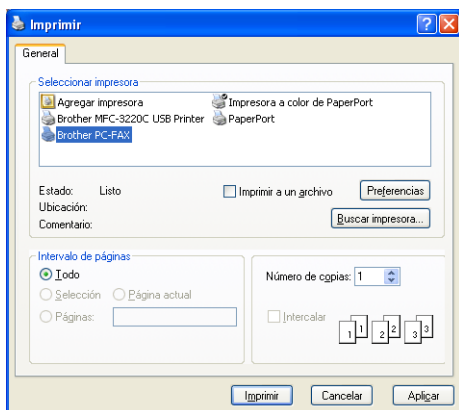 Imprimir
General
Seleccionar impresora
Agregar impresora
Impresora a color de PaperPort
Brother MFC-3220C USB Printer
PaperPort
Brother PC-FAX
Estado: Listo
Imprimir a un archivo
Preferencias
Ubicación:
Comentario:
Buscar impresora...
Intervalo de páginas
Todo
Número de copias: 1
Selección
Página actual
Páginas:
Intercalar
1 1 2 2 3 3
Imprimir
Cancelar
Aplicar